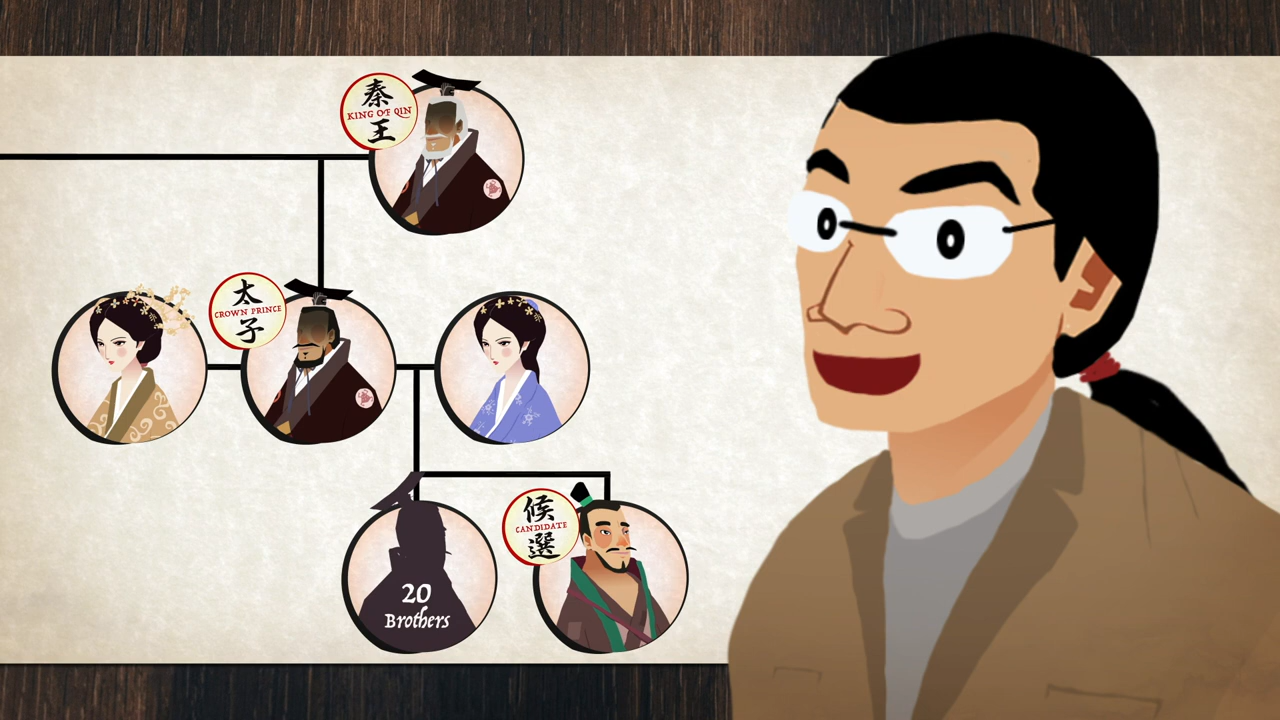 秦
KING OF QIN
王
太
CROWN PRINCE
子
候
CANDIDATE
選
20
Brothers